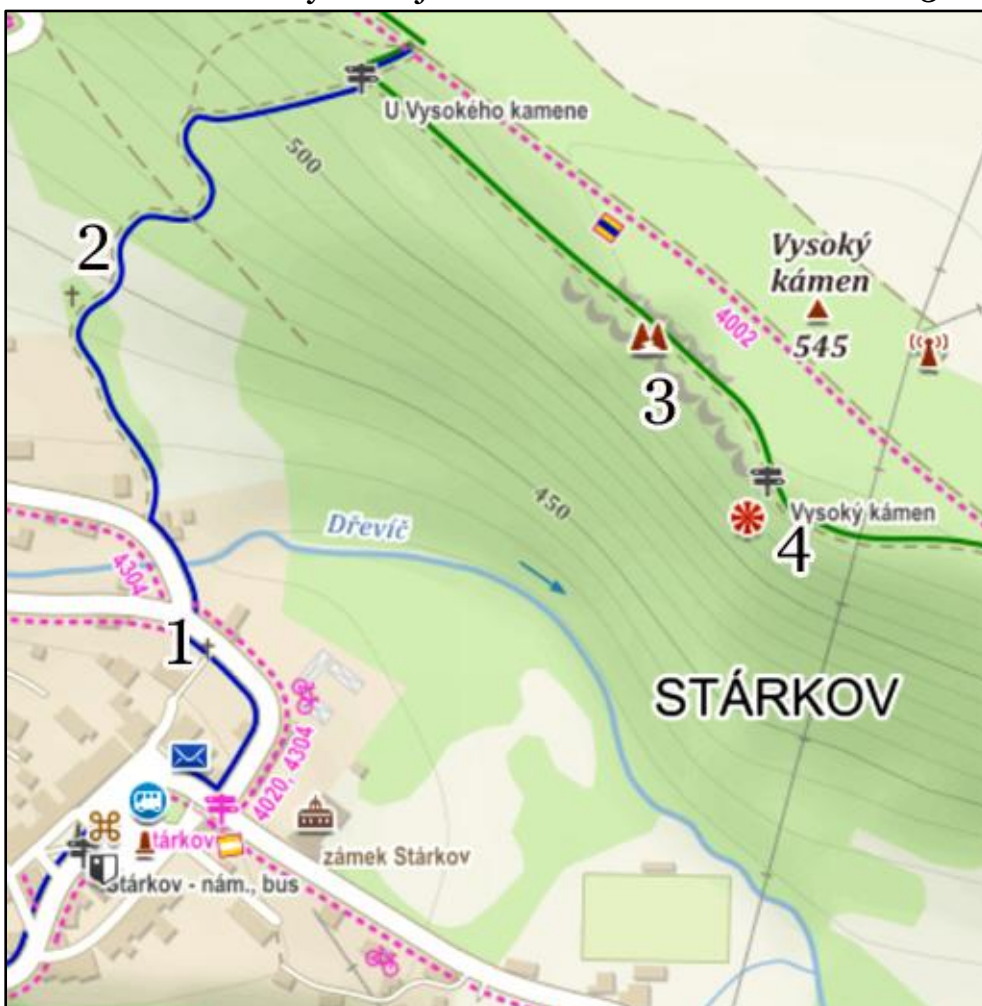 U Vysokého kamene
500
2
Vysoký
kámen
4002
545
3
450
Dřevíč
Vysoký kámen
4
4304
1
STÁRKOV
4020, 4304
tárkov
zámek Stárkov
Stárkov - nám., bus